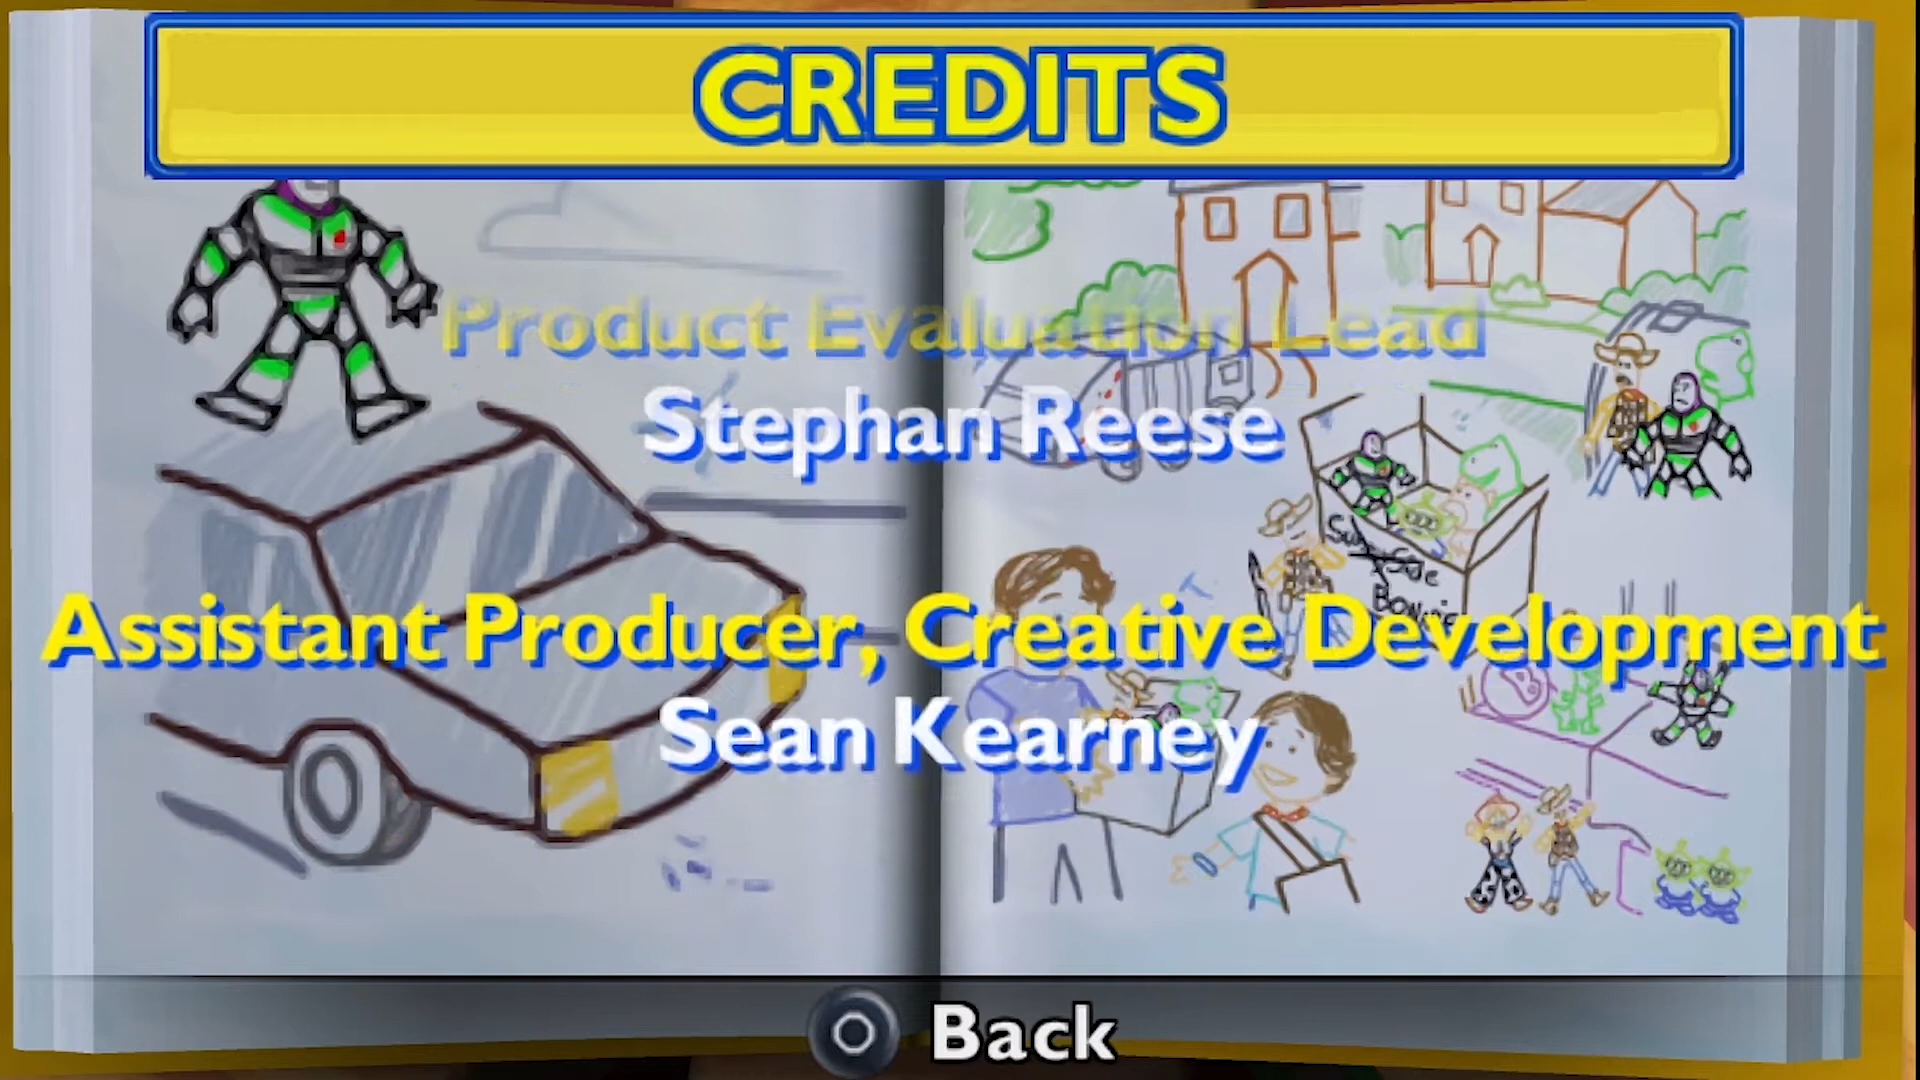 CREDITS
Product Evaluation Lead
Stephan Reese
Assistant Producer, Creative Development
Sean Kearney
Back